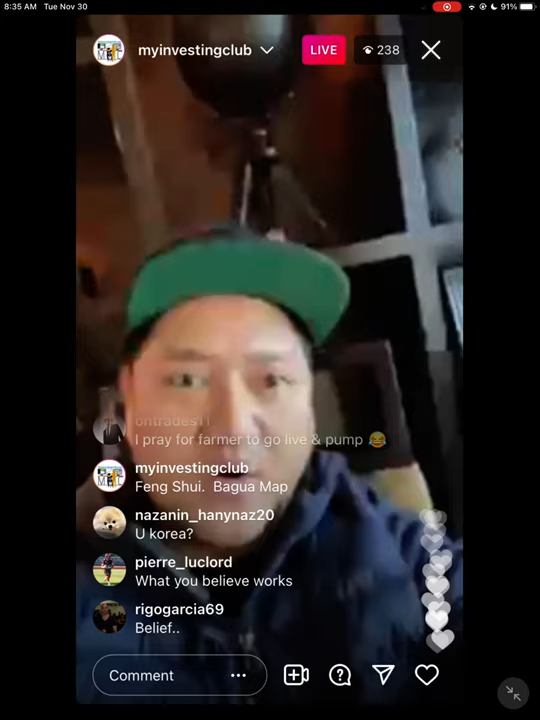 8:35 AM Tue Nov 30
91%
myinvestingclub
LIVE
238
ontrades11
I pray for farmer to go live & pump 😂
myinvestingclub
Feng Shui. Bagua Map
nazanin_hanynaz20
U korea?
pierre_luclord
What you believe works
rigogarcia69
Belief..
Comment